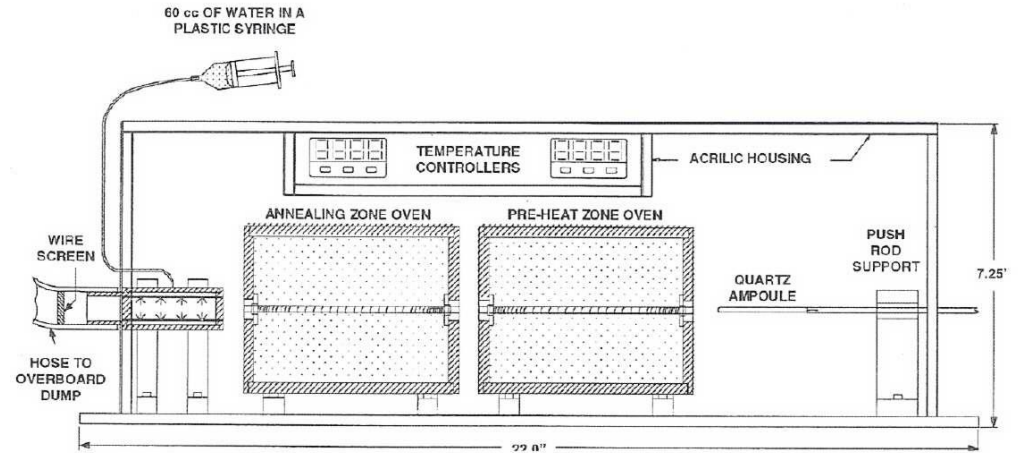 60 cc OF WATER IN A
PLASTIC SYRINGE
TEMPERATURE
CONTROLLERS
ACRILIC HOUSING
ANNEALING ZONE OVEN
PRE-HEAT ZONE OVEN
WIRE
SCREEN
PUSH
ROD
SUPPORT
QUARTZ
AMPOULE
7.25'
HOSE TO
OVERBOARD
DUMP